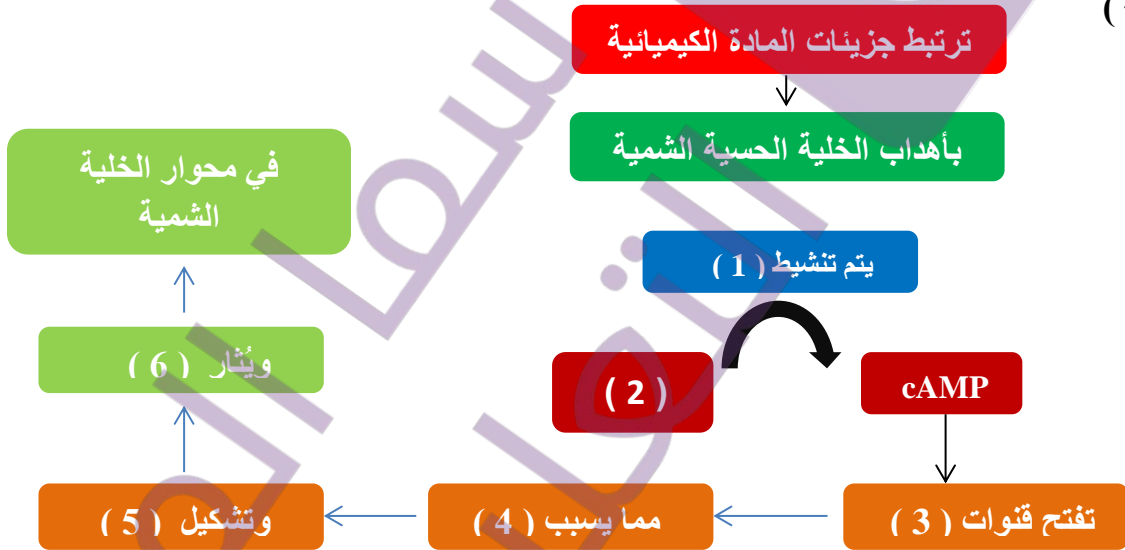 ترتبط جزيئات المادة الكيميائية
بأهداب الخلية الحسية الشمية
يتم تنشيط ( 1 )
( 2 )
cAMP
تفتح قنوات ( 3 )
مما يسبب ( 4 )
وتشكيل ( 5 )
ويُثار ( 6 )
في محوار الخلية
الشمية